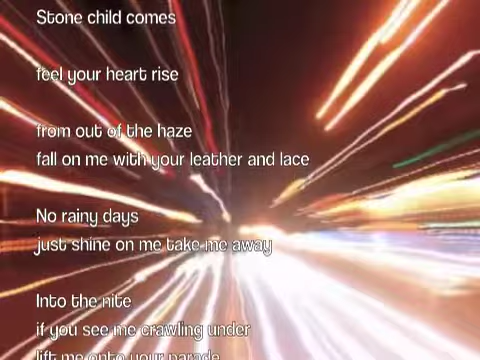 Stone child comes
feel your heart rise
from out of the haze
fall on me with your leather and lace
No rainy days
just shine on me take me away
Into the nite
if you see me crawling under
lift me onto your parade